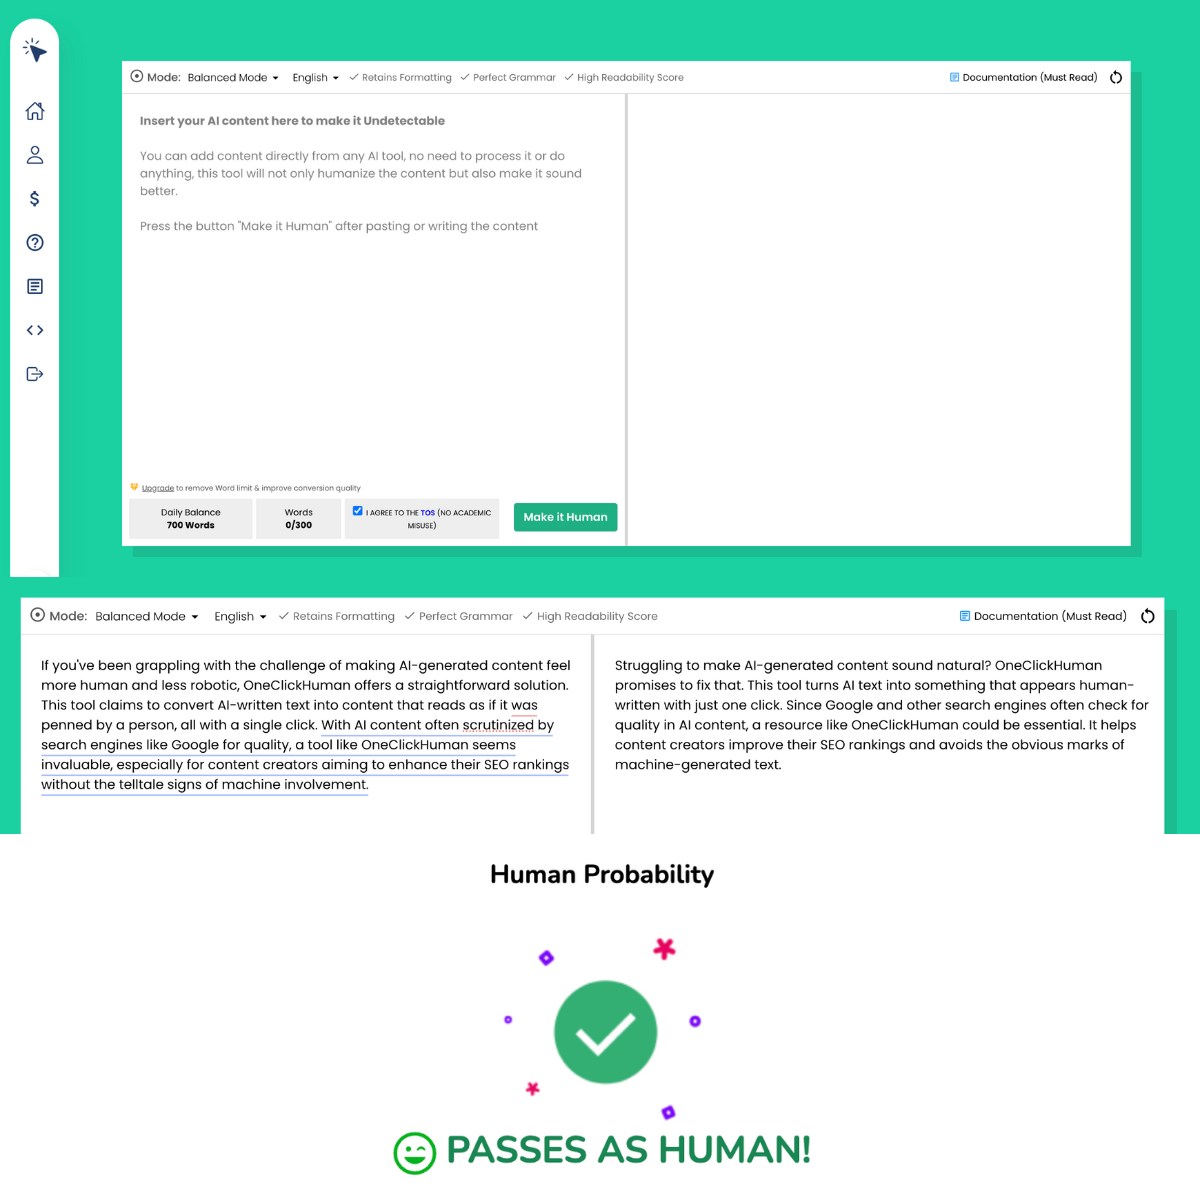 Mode: Balanced Mode English Retains Formatting Perfect Grammar High Readability Score Documentation (Must Read)
Insert your AI content here to make it Undetectable
You can add content directly from any AI tool, no need to process it or do
anything, this tool will not only humanize the content but also make it sound
better.
Press the button "Make it Human" after pasting or writing the content
Upgrade to remove Word limit & improve conversion quality
Daily Balance
700 Words
Words
0/300
I AGREE TO THE TOS (NO ACADEMIC
MISUSE)
Make it Human
Mode: Balanced Mode English Retains Formatting Perfect Grammar High Readability Score Documentation (Must Read)
If you've been grappling with the challenge of making AI-generated content feel
more human and less robotic, OneClickHuman offers a straightforward solution.
This tool claims to convert AI-written text into content that reads as if it was
penned by a person, all with a single click. With AI content often scrutinized by
search engines like Google for quality, a tool like OneClickHuman seems
invaluable, especially for content creators aiming to enhance their SEO rankings
without the telltale signs of machine involvement.
Struggling to make AI-generated content sound natural? OneClickHuman
promises to fix that. This tool turns AI text into something that appears human-
written with just one click. Since Google and other search engines often check for
quality in AI content, a resource like OneClickHuman could be essential. It helps
content creators improve their SEO rankings and avoids the obvious marks of
machine-generated text.
Human Probability
PASSES AS HUMAN!